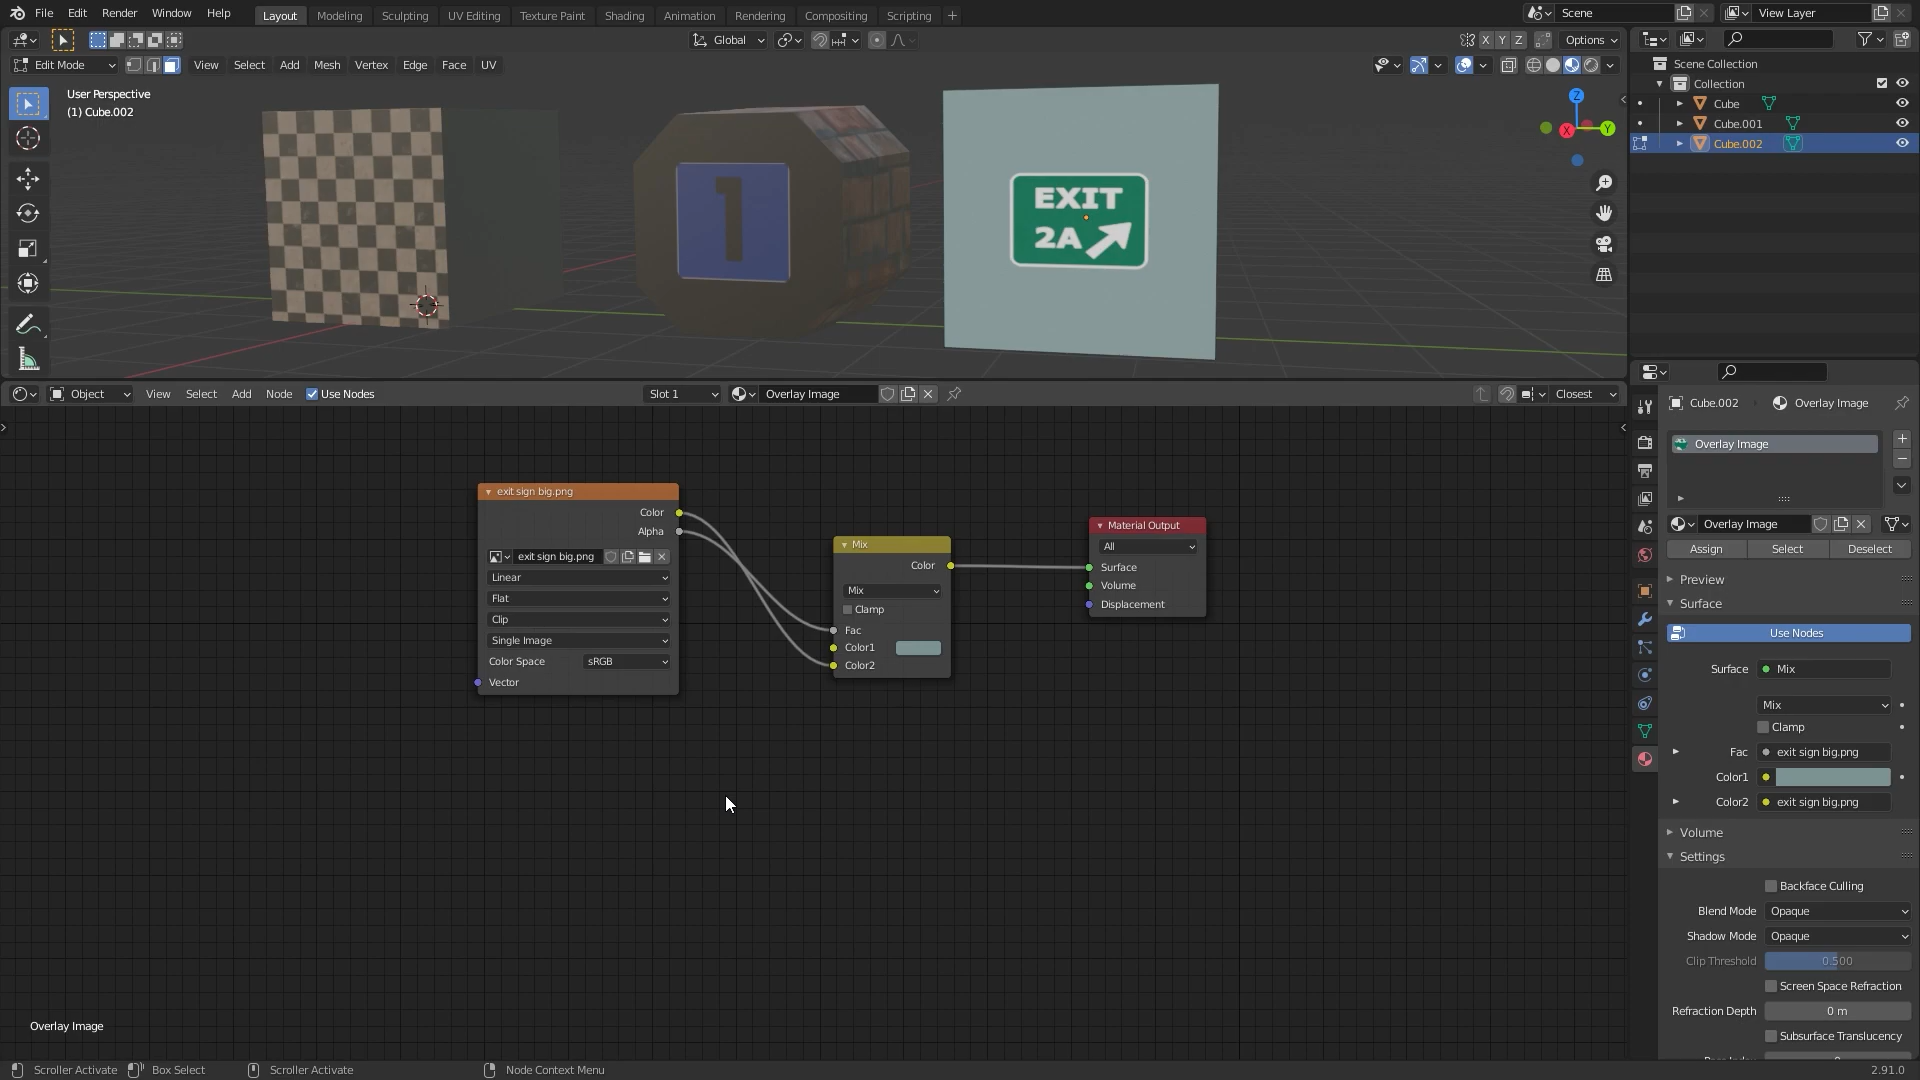 File Edit Render Window Help Layout Modeling Sculpting UV Editing Texture Paint Shading Animation Rendering Compositing Scripting + Scene View Layer
Global X Y Z Options
Edit Mode View Select Add Mesh Vertex Edge Face UV
User Perspective
(1) Cube.002
1
EXIT
2A
Z
X
Y
Scene Collection
Collection
Cube
Cube.001
Cube.002
Object View Select Add Node Use Nodes Slot 1 Overlay Image Closest
exit sign big.png
Color
Alpha
exit sign big.png
Linear
Flat
Clip
Single Image
Color Space sRGB
Vector
Mix
Color
Mix
Clamp
Fac
Color1
Color2
Material Output
All
Surface
Volume
Displacement
Overlay Image
Cube.002 Overlay Image
Overlay Image
Overlay Image
Assign Select Deselect
Preview
Surface
Use Nodes
Surface Mix
Mix
Clamp
Fac exit sign big.png
Color1
Color2 exit sign big.png
Volume
Settings
Backface Culling
Blend Mode Opaque
Shadow Mode Opaque
Clip Threshold 0.500
Screen Space Refraction
Refraction Depth 0 m
Subsurface Translucency
Scroller Activate Box Select Scroller Activate Node Context Menu 2.91.0